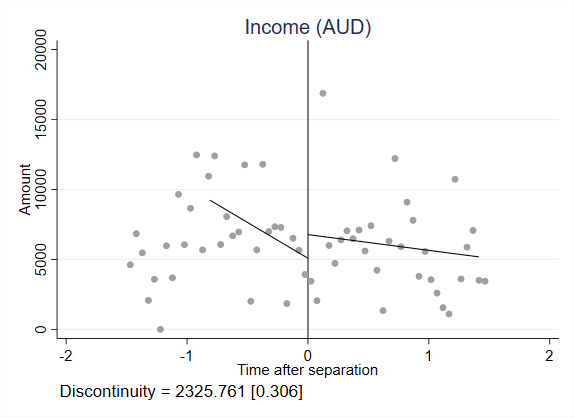 Income (AUD)
20000
15000
10000
5000
0
Amount
-2 -1 0 1 2
Time after separation
Discontinuity = 2325.761 [0.306]